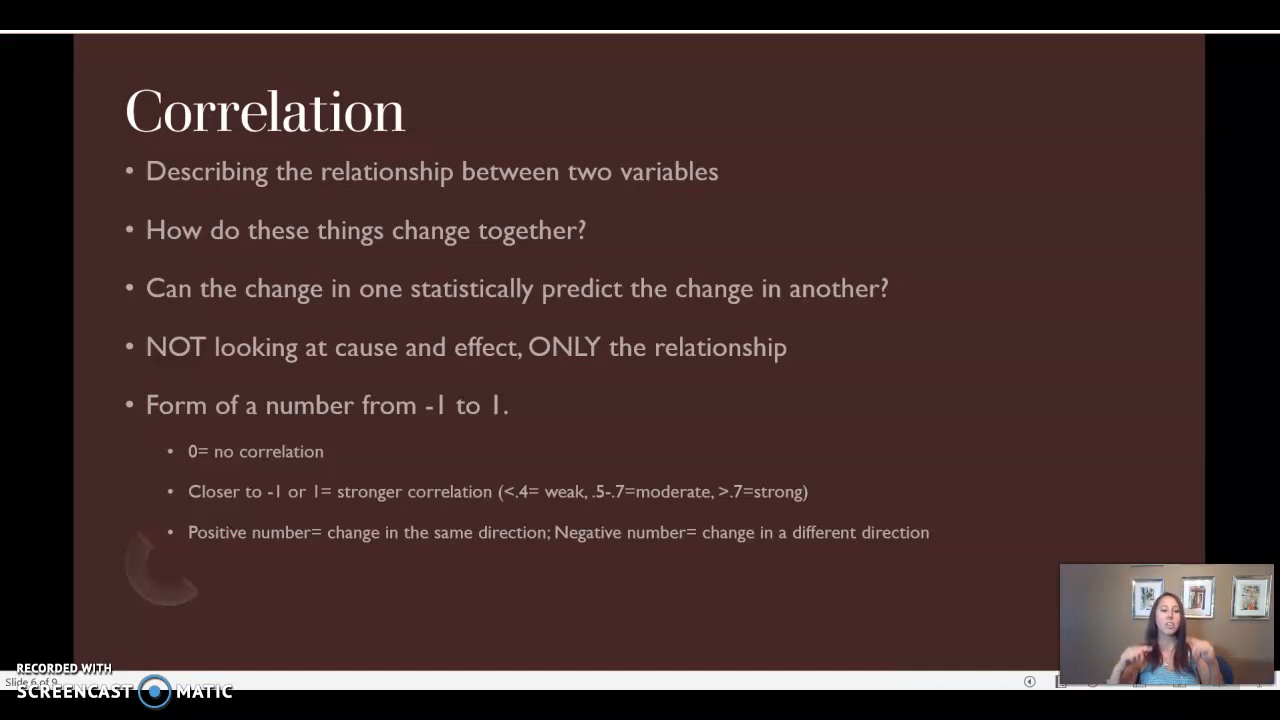 Correlation
• Describing the relationship between two variables
• How do these things change together?
• Can the change in one statistically predict the change in another?
• NOT looking at cause and effect, ONLY the relationship
• Form of a number from -1 to 1.
• 0= no correlation
• Closer to -1 or 1= stronger correlation (<.4= weak, .5-.7=moderate, >.7=strong)
• Positive number= change in the same direction; Negative number= change in a different direction
RECORDED WITH
Slide 6 of 9
SCREENCAST MATIC